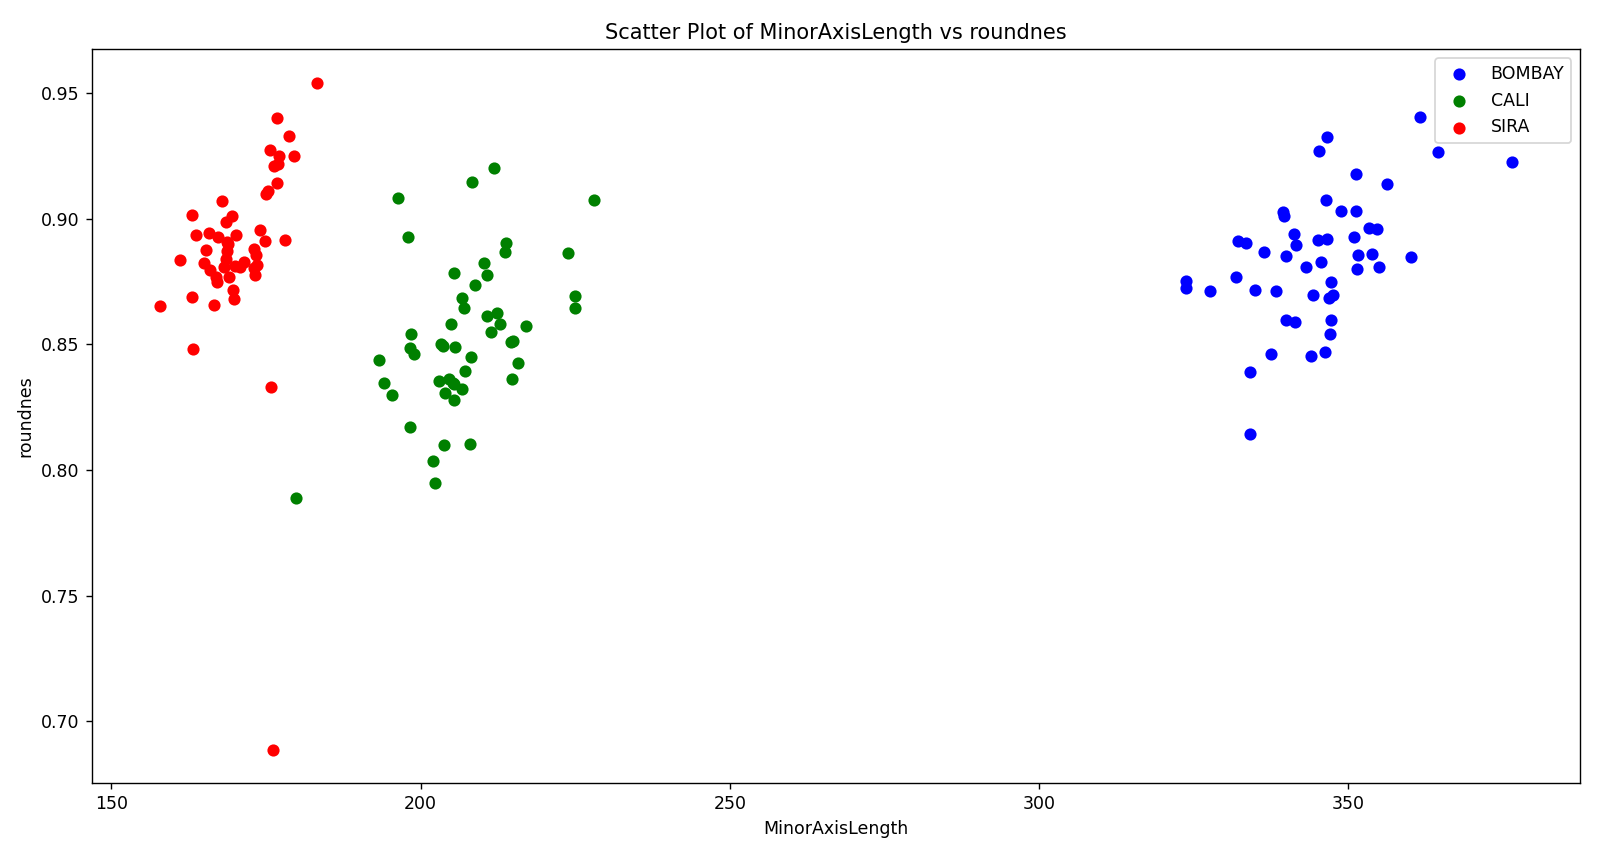 Scatter Plot of MinorAxisLength vs roundnes
BOMBAY
CALI
SIRA
0.95
0.90
0.85
0.80
0.75
0.70
roundnes
150
200
250
300
350
MinorAxisLength